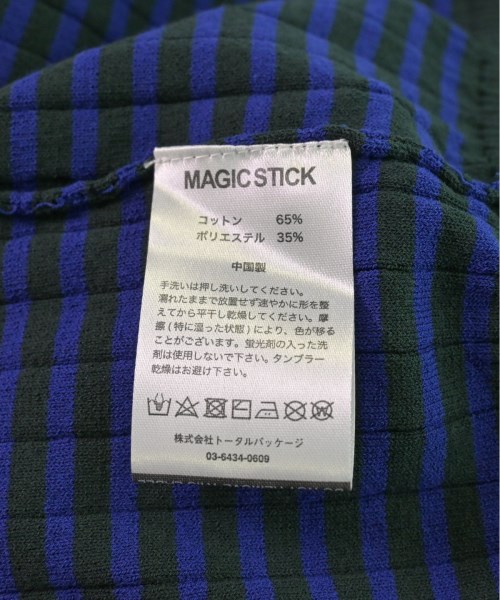 MAGIC STICK
コットン 65%
ポリエステル 35%
中国製
手洗いは押し洗いしてください。
濡れたままで放置せず速やかに形を整
えてから平干し乾燥してください。摩
擦(特に湿った状態)により、色が移る
ことがございます。蛍光剤の入った洗
剤は使用しないで下さい。タンブラー
乾燥はお避け下さい。
株式会社トータルパッケージ
03-6434-0609